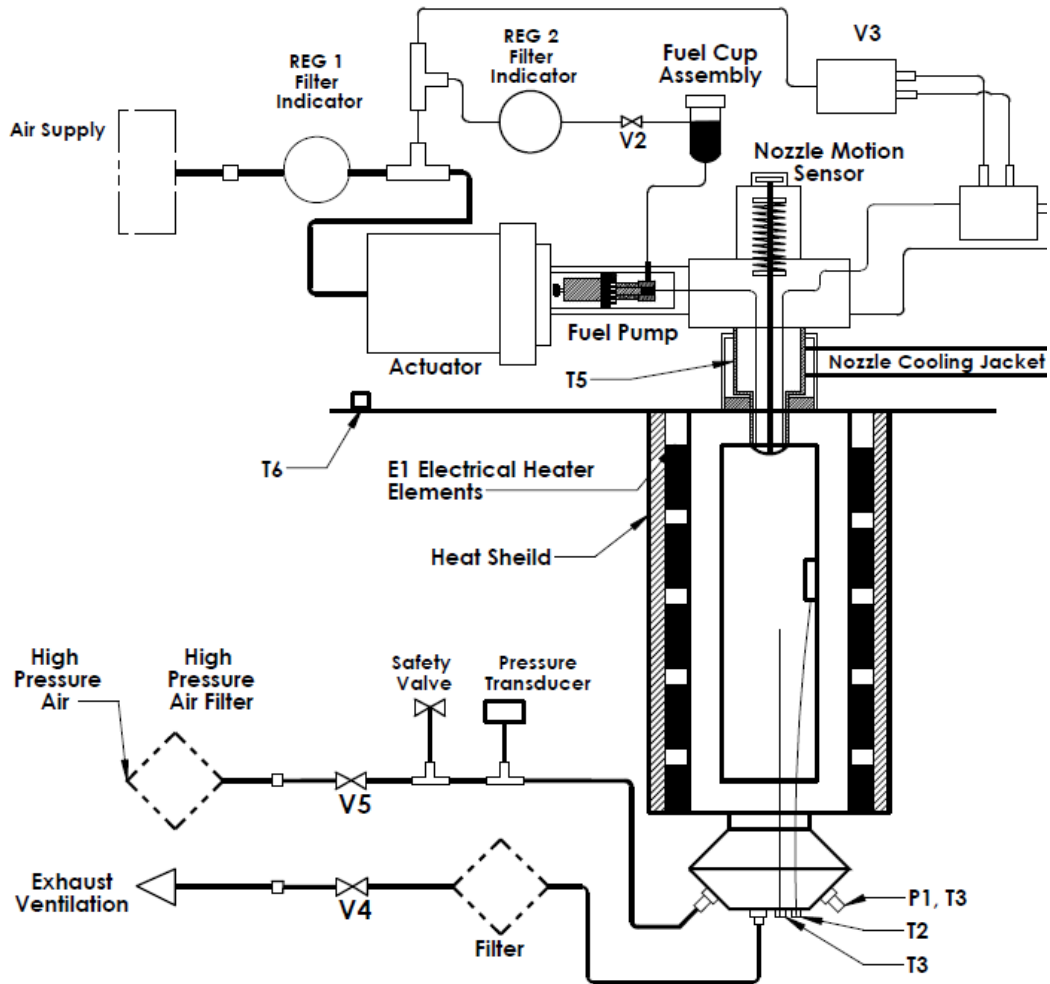 REG 1
Filter
Indicator
REG 2
Filter
Indicator
Fuel Cup
Assembly
V3
Air Supply
V2
Nozzle Motion
Sensor
Fuel Pump
Actuator
T5
Nozzle Cooling Jacket
T6
E1 Electrical Heater
Elements
Heat Sheild
High
Pressure
Air
High
Pressure
Air Filter
Safety
Valve
Pressure
Transducer
V5
Exhaust
Ventilation
V4
Filter
P1, T3
T2
T3